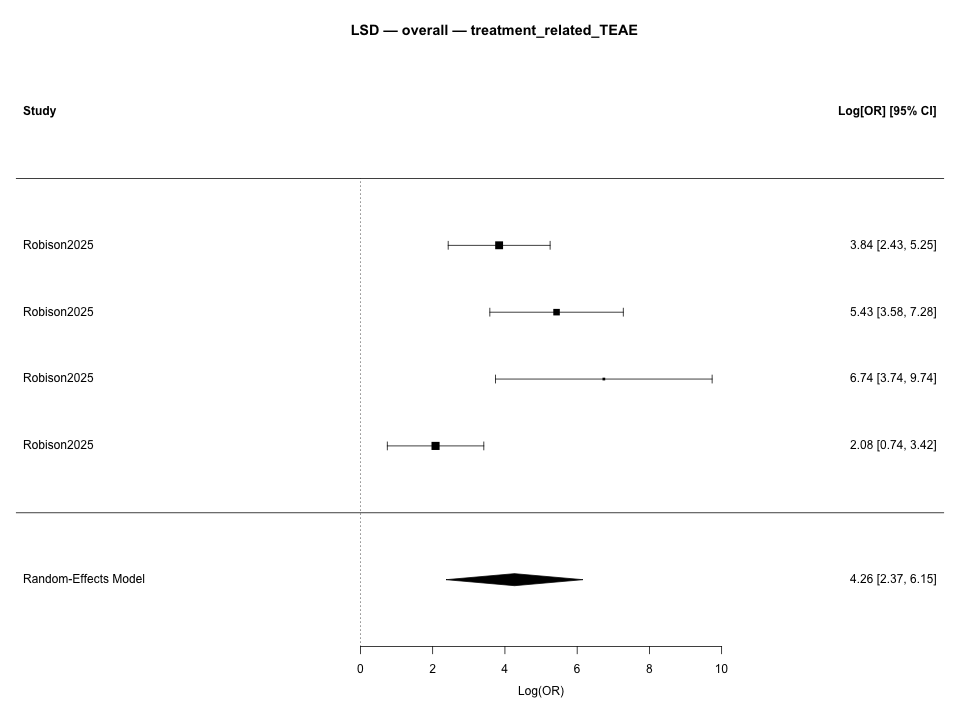 LSD — overall — treatment_related_TEAE
Study Log[OR] [95% CI]
Robison2025 3.84 [2.43, 5.25]
Robison2025 5.43 [3.58, 7.28]
Robison2025 6.74 [3.74, 9.74]
Robison2025 2.08 [0.74, 3.42]
Random-Effects Model 4.26 [2.37, 6.15]
0 2 4 6 8 10
Log(OR)